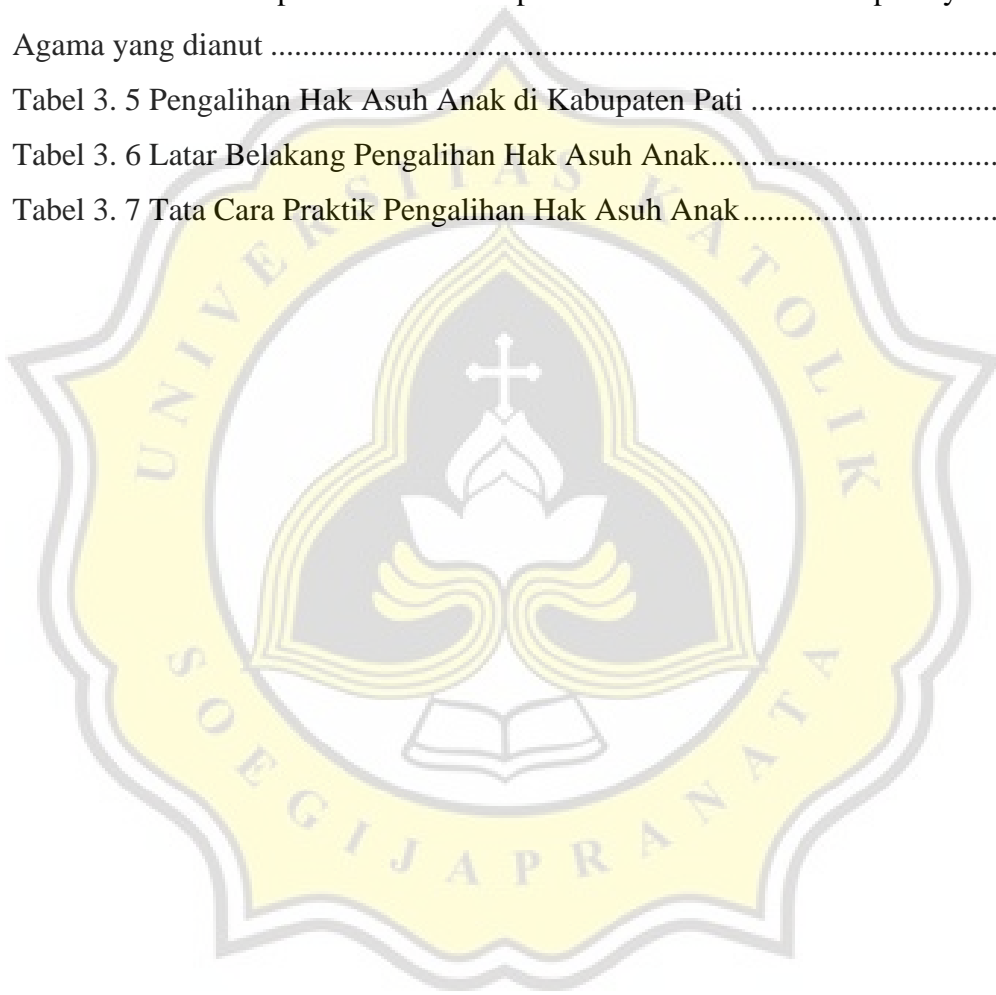 Agama yang dianut ..........................................................................................
Tabel 3. 5 Pengalihan Hak Asuh Anak di Kabupaten Pati ...............................
Tabel 3. 6 Latar Belakang Pengalihan Hak Asuh Anak....................................
Tabel 3. 7 Tata Cara Praktik Pengalihan Hak Asuh Anak................................
UNIVERSITAS KATOLIK
SOEGIJAPRANATA